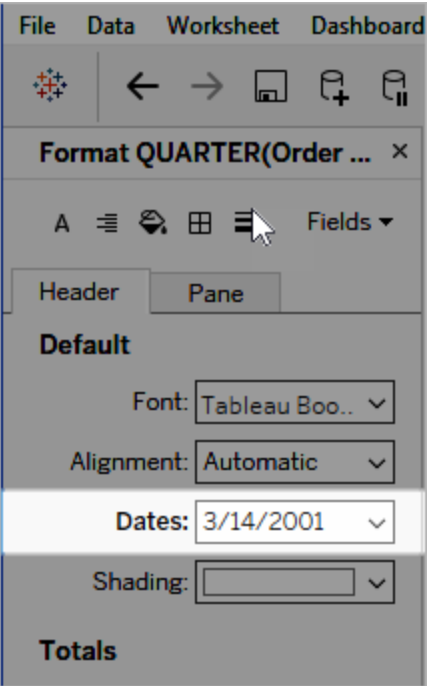 File Data Worksheet Dashboard
Format QUARTER(Order ... ×
A Fields
Header Pane
Default
Font: Tableau Boo..
Alignment: Automatic
Dates: 3/14/2001
Shading:
Totals